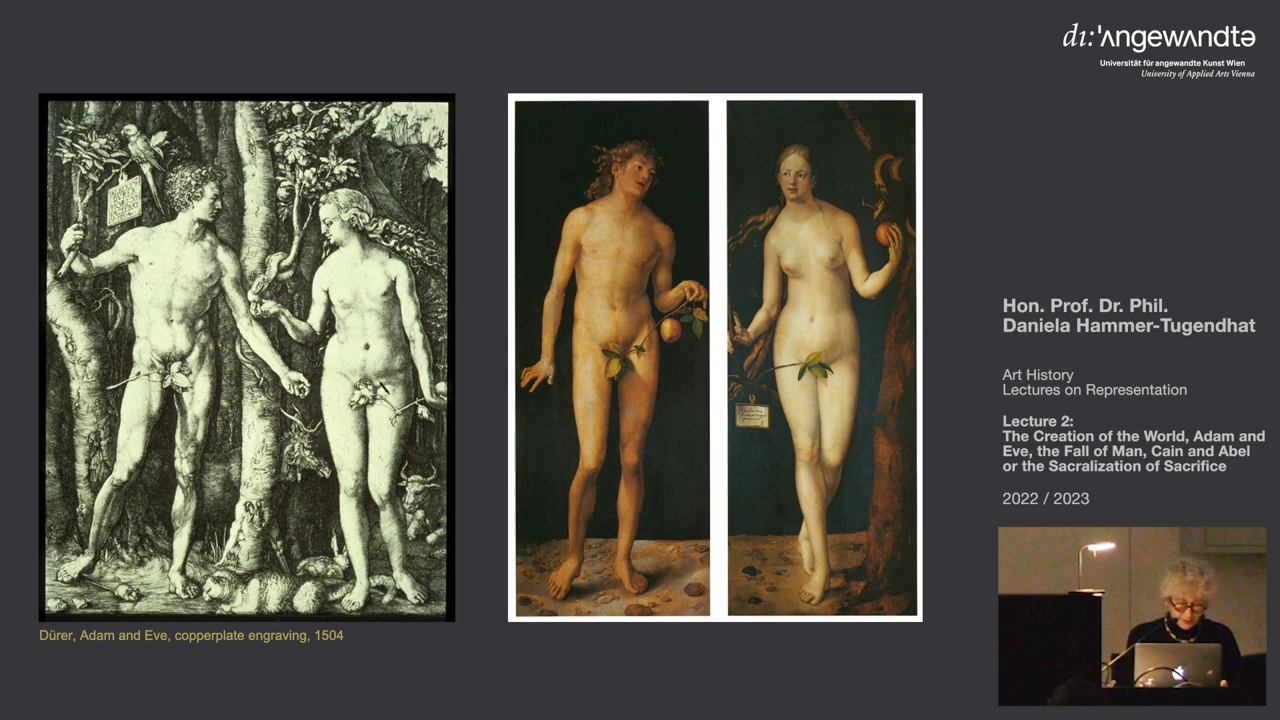 dı:'ʌngewʌndtə
Universität für angewandte Kunst Wien
University of Applied Arts Vienna
Hon. Prof. Dr. Phil.
Daniela Hammer-Tugendhat
Art History
Lectures on Representation
Lecture 2:
The Creation of the World, Adam and
Eve, the Fall of Man, Cain and Abel
or the Sacralization of Sacrifice
2022 / 2023
Dürer, Adam and Eve, copperplate engraving, 1504